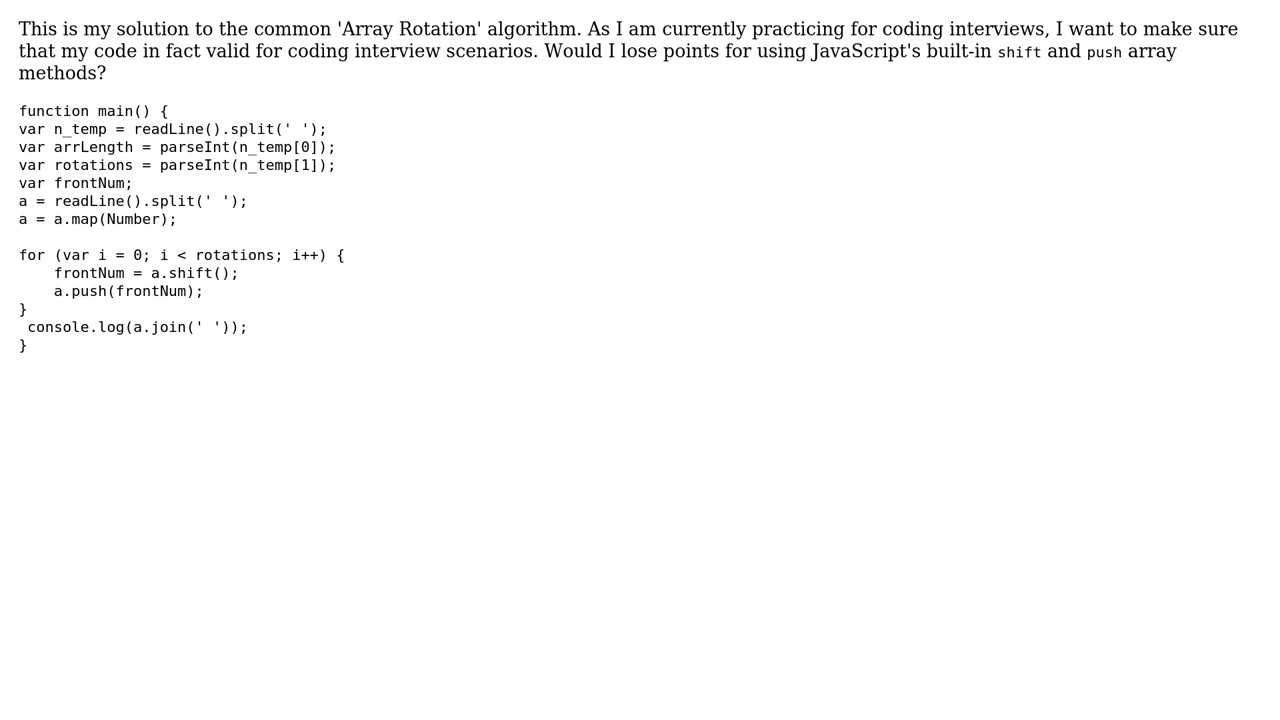 This is my solution to the common 'Array Rotation' algorithm. As I am currently practicing for coding interviews, I want to make sure
that my code in fact valid for coding interview scenarios. Would I lose points for using JavaScript's built-in shift and push array
methods?
function main() {
var n_temp = readLine().split(' ');
var arrLength = parseInt(n_temp[0]);
var rotations = parseInt(n_temp[1]);
var frontNum;
a = readLine().split(' ');
a = a.map(Number);

for (var i = 0; i < rotations; i++) {
    frontNum = a.shift();
    a.push(frontNum);
}
 console.log(a.join(' '));
}